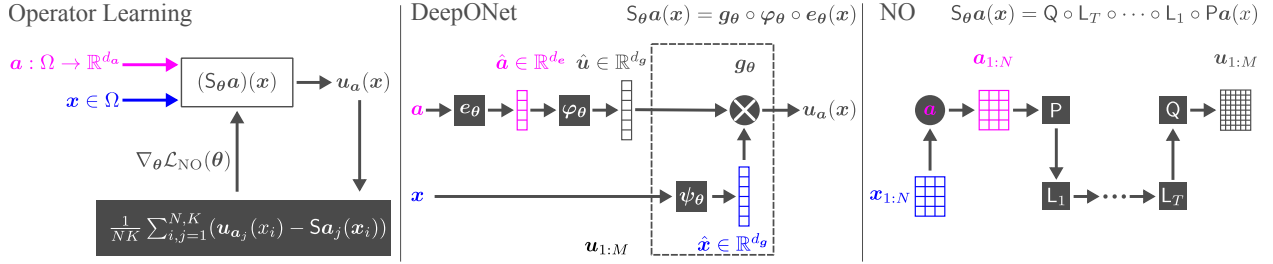 Operator Learning
a : Ω → ℝ^{d_a}
x ∈ Ω
(S_θ a)(x)
u_a(x)
∇_θ ℒ_NO(θ)
1/NK ∑_{i,j=1}^{N,K} (u_{a_j}(x_i) − Sa_j(x_i))
DeepONet
S_θ a(x) = g_θ ∘ φ_θ ∘ e_θ(x)
â ∈ ℝ^{d_e}
û ∈ ℝ^{d_g}
g_θ
a
e_θ
φ_θ
u_a(x)
x
ψ_θ
u_{1:M}
x̂ ∈ ℝ^{d_g}
NO
S_θ a(x) = Q ∘ L_T ∘ ⋯ ∘ L_1 ∘ Pa(x)
a_{1:N}
u_{1:M}
a
P
Q
x_{1:N}
L_1
⋯
L_T